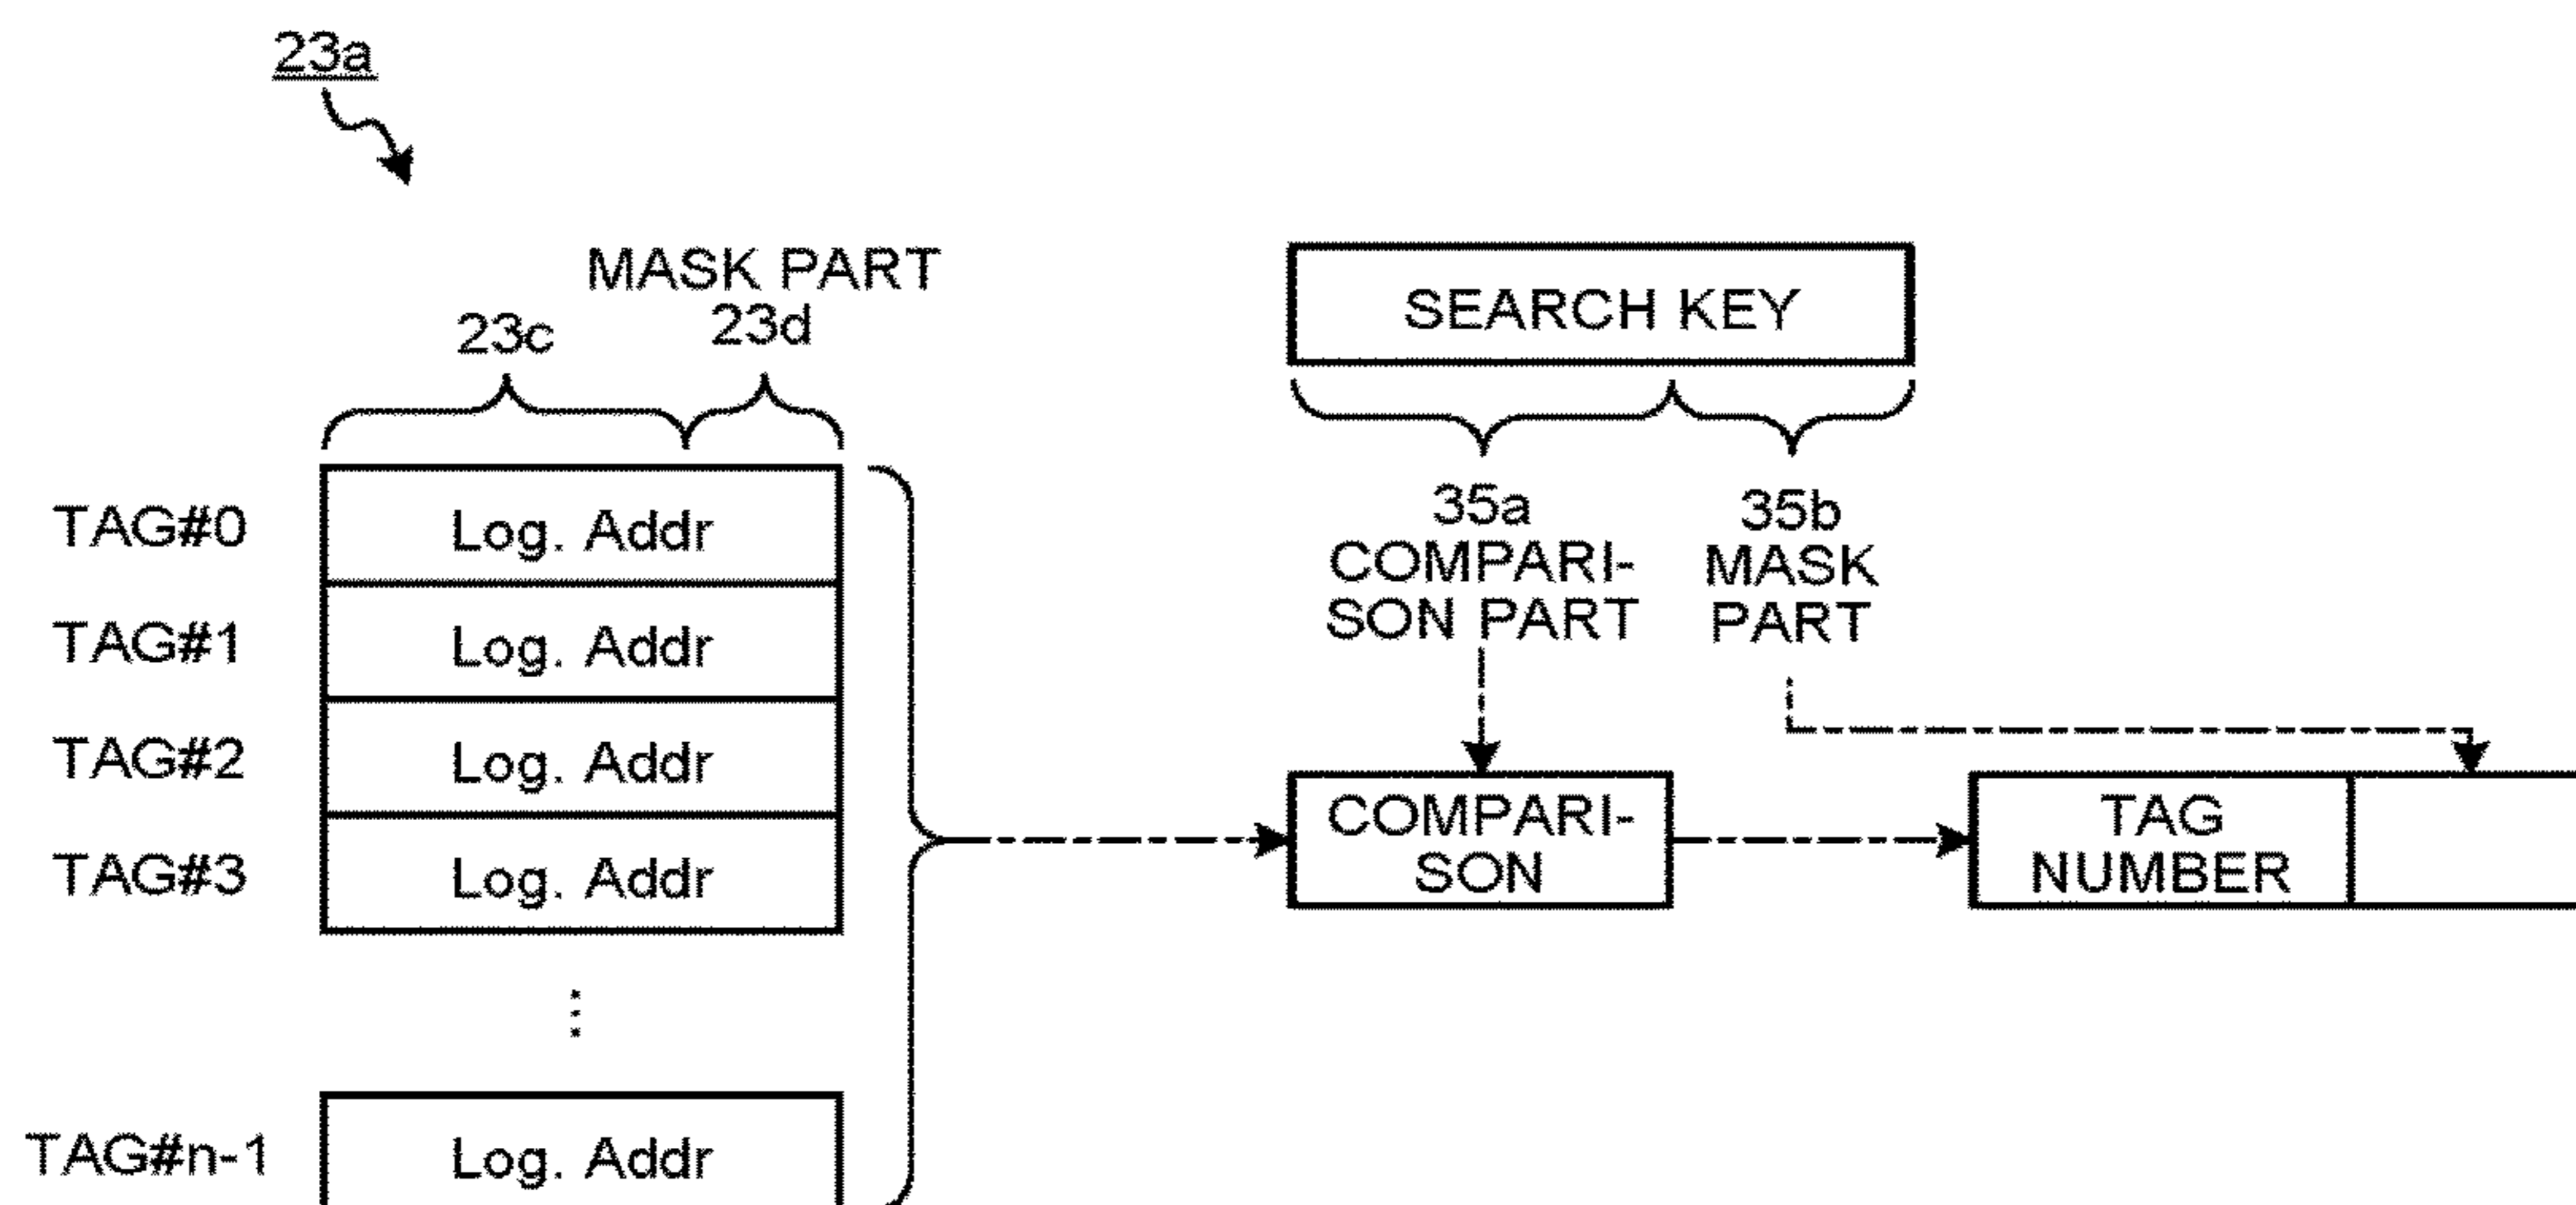 23a
MASK PART
23c
23d
SEARCH KEY
TAG#0
Log. Addr
TAG#1
Log. Addr
TAG#2
Log. Addr
TAG#3
Log. Addr
⋮
TAG#n-1
Log. Addr
35a
COMPARI-
SON PART
35b
MASK
PART
COMPARI-
SON
TAG
NUMBER